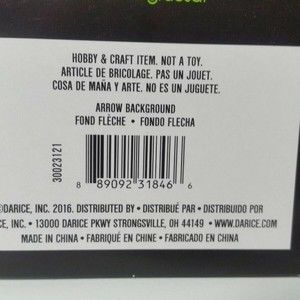 HOBBY & CRAFT ITEM. NOT A TOY.
ARTICLE DE BRICOLAGE. PAS UN JOUET.
COSA DE MAÑA Y ARTE. NO ES UN JUGUETE.
ARROW BACKGROUND
FOND FLÈCHE • FONDO FLECHA
30023121
8 89092 31846 6
©DARICE, INC. 2016. DISTRIBUTED BY • DISTRIBUÉ PAR • DISTRIBUIDO POR
CE, INC. • 13000 DARICE PKWY STRONGSVILLE, OH 44149 • WWW.DARICE.COM
MADE IN CHINA • FABRIQUÉ EN CHINE • FABRICADO EN CHINA